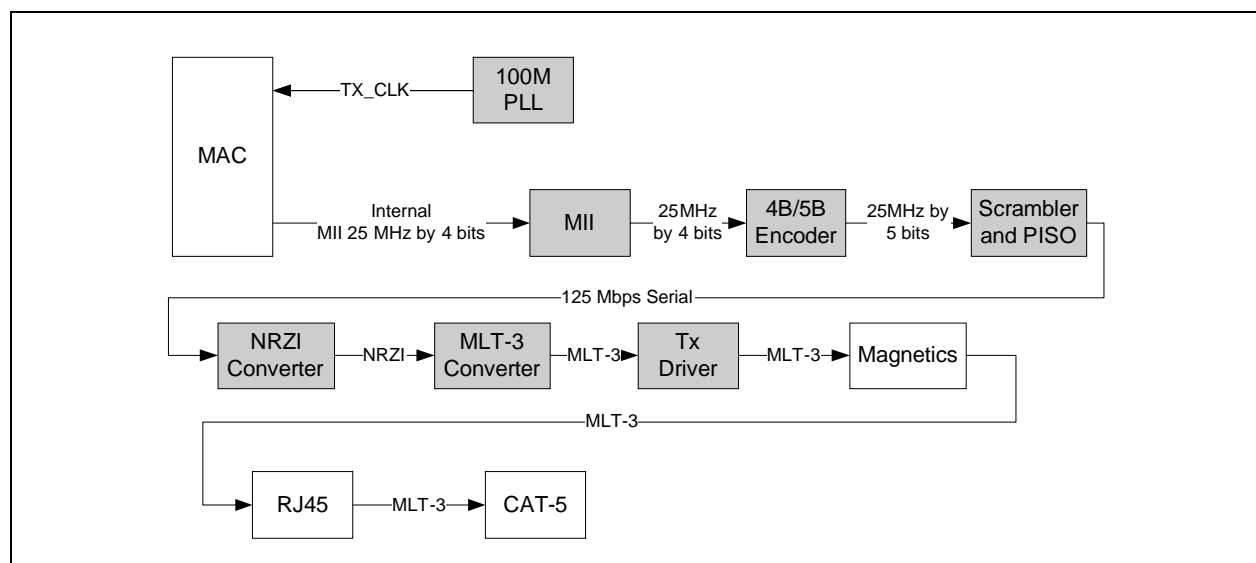 100M
PLL
TX_CLK
MAC
Internal
MII 25 MHz by 4 bits
MII
25MHz
by 4 bits
4B/5B
Encoder
25MHz by
5 bits
Scrambler
and PISO
125 Mbps Serial
NRZI
Converter
NRZI
MLT-3
Converter
MLT-3
Tx
Driver
MLT-3
Magnetics
MLT-3
RJ45
MLT-3
CAT-5